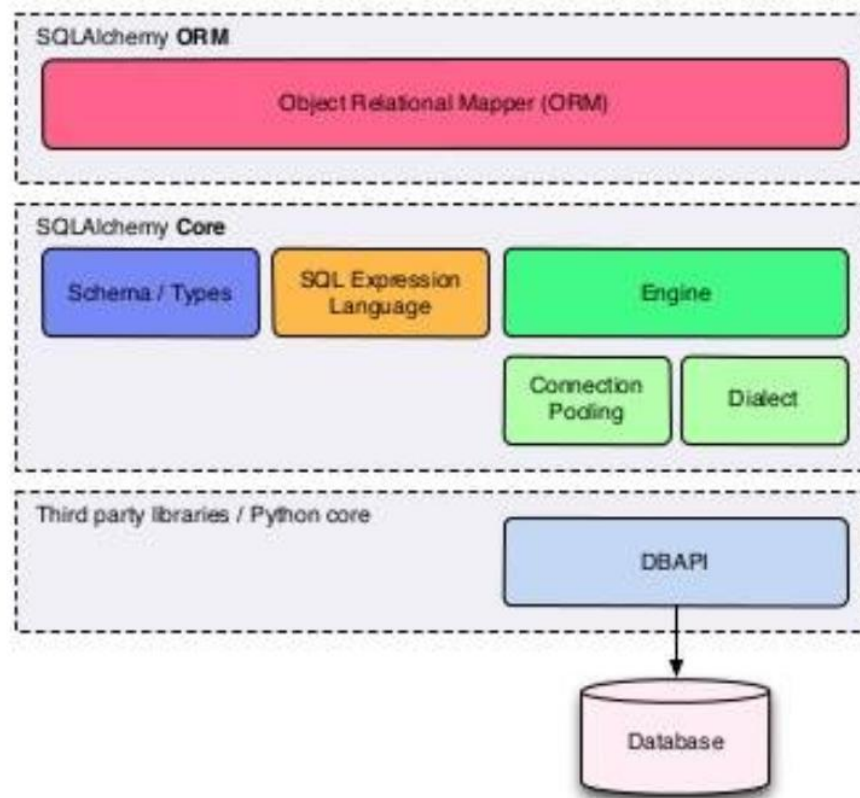 SQLAlchemy ORM
Object Relational Mapper (ORM)
SQLAlchemy Core
Schema / Types
SQL Expression
Language
Engine
Connection
Pooling
Dialect
Third party libraries / Python core
DBAPI
Database